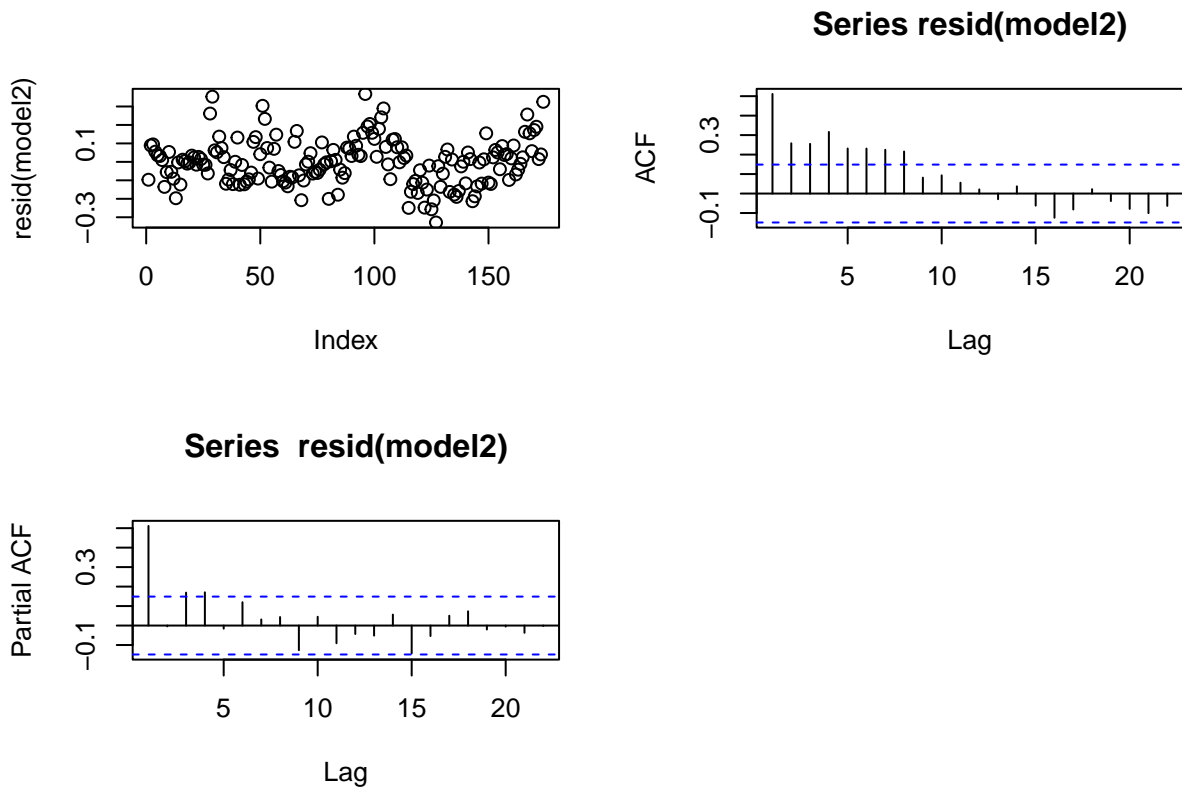 resid(model2)
0.1
−0.3
0 50 100 150
Index
Series resid(model2)
ACF
0.3
−0.1
5 10 15 20
Lag
Series  resid(model2)
Partial ACF
0.3
−0.1
5 10 15 20
Lag